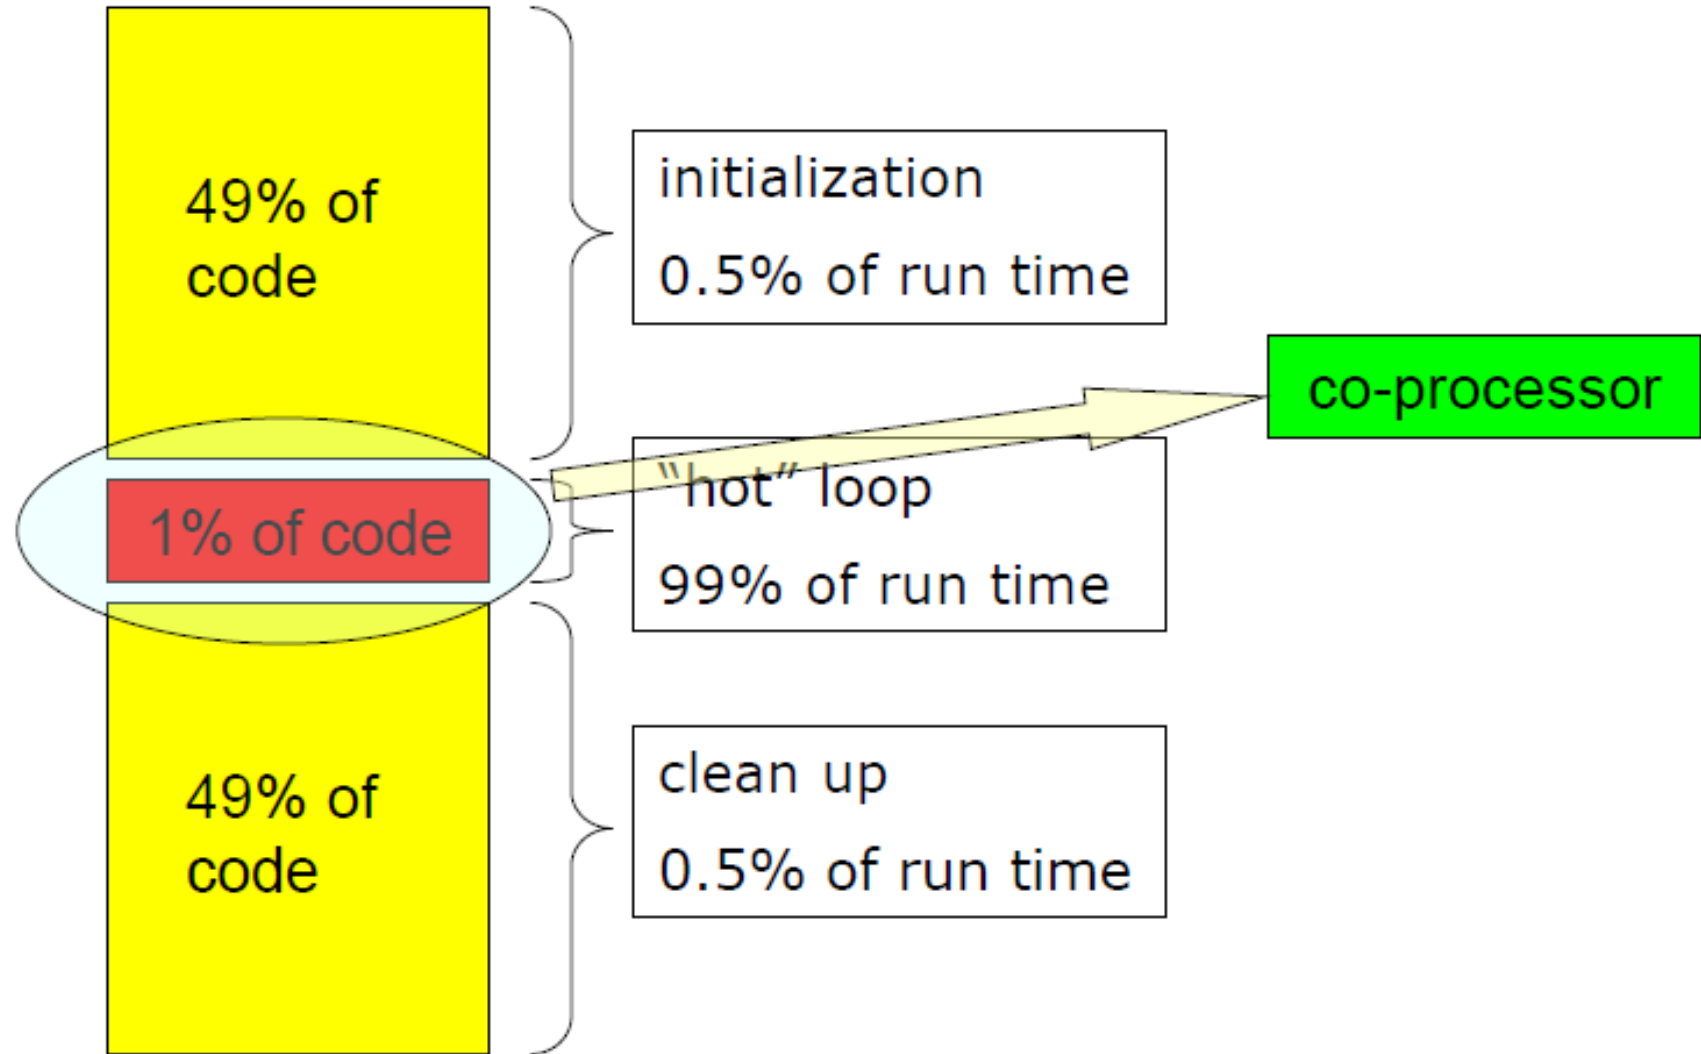 49% of
code
initialization
0.5% of run time
co-processor
1% of code
“hot” loop
99% of run time
49% of
code
clean up
0.5% of run time